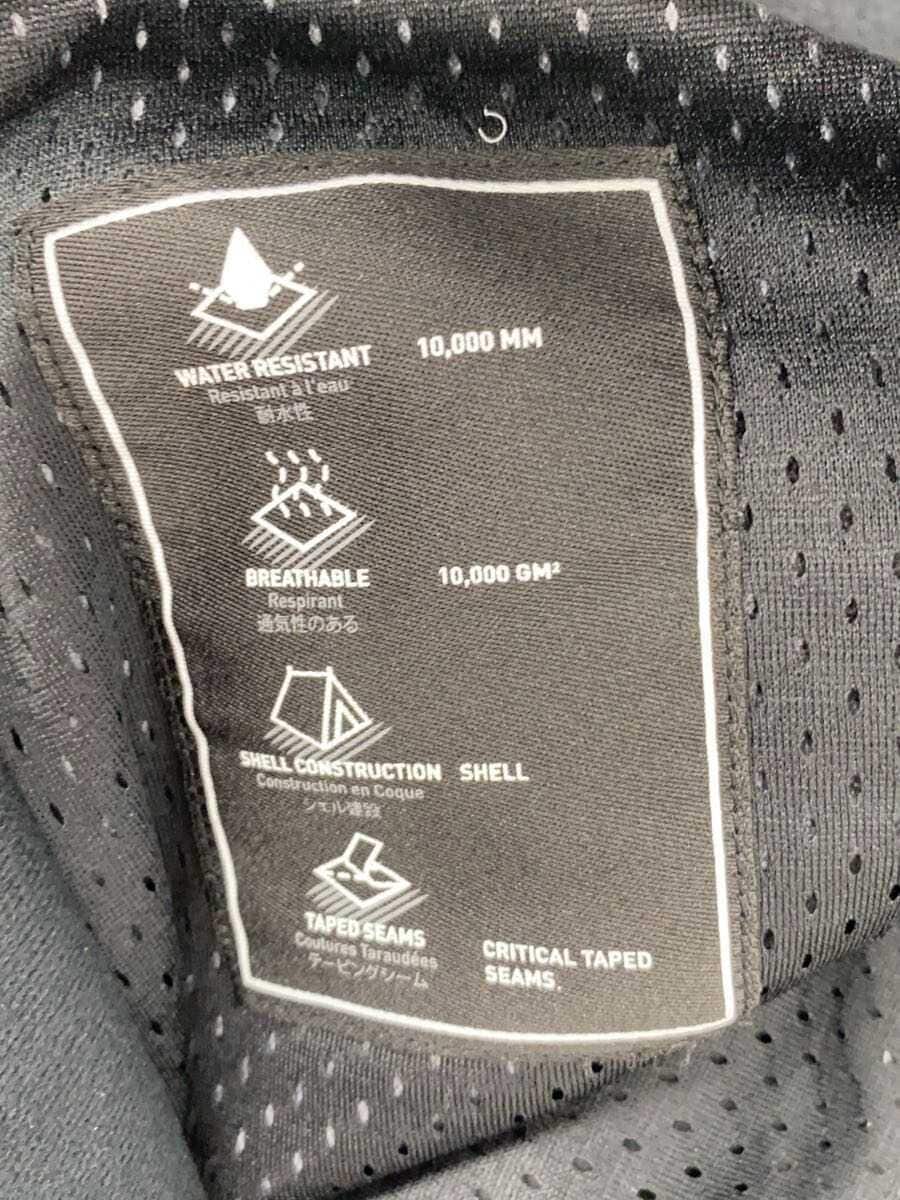 WATER RESISTANT 10,000 MM
Resistant à l'eau
耐水性
BREATHABLE 10,000 GM²
Respirant
通気性のある
SHELL CONSTRUCTION SHELL
Construction en Coque
シェル建設
TAPED SEAMS
Coutures Taraudées
テーピングシーム
CRITICAL TAPED
SEAMS.